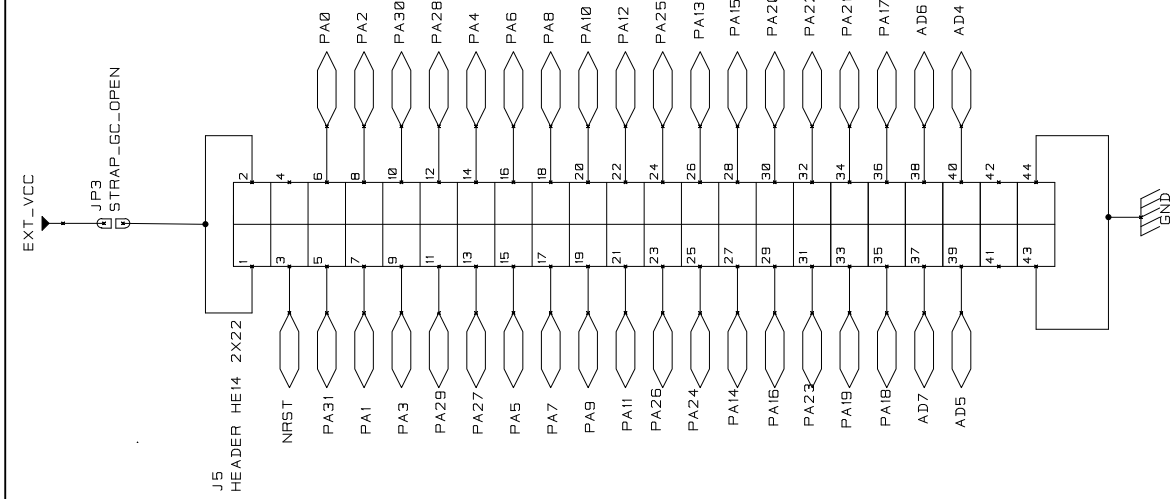 EXT_VCC
JP3
STRAP_GC_OPEN
J5
HEADER HE14 2X22
PA0
PA2
PA30
PA28
PA4
PA6
PA8
PA10
PA12
PA25
PA13
PA15
PA20
PA22
PA21
PA17
AD6
AD4
2
4
6
8
10
12
14
16
18
20
22
24
26
28
30
32
34
36
38
40
42
44
1
3
5
7
9
11
13
15
17
19
21
23
25
27
29
31
33
35
37
39
41
43
NRST
PA31
PA1
PA3
PA29
PA27
PA5
PA7
PA9
PA11
PA26
PA24
PA14
PA16
PA23
PA19
PA18
AD7
AD5
GND